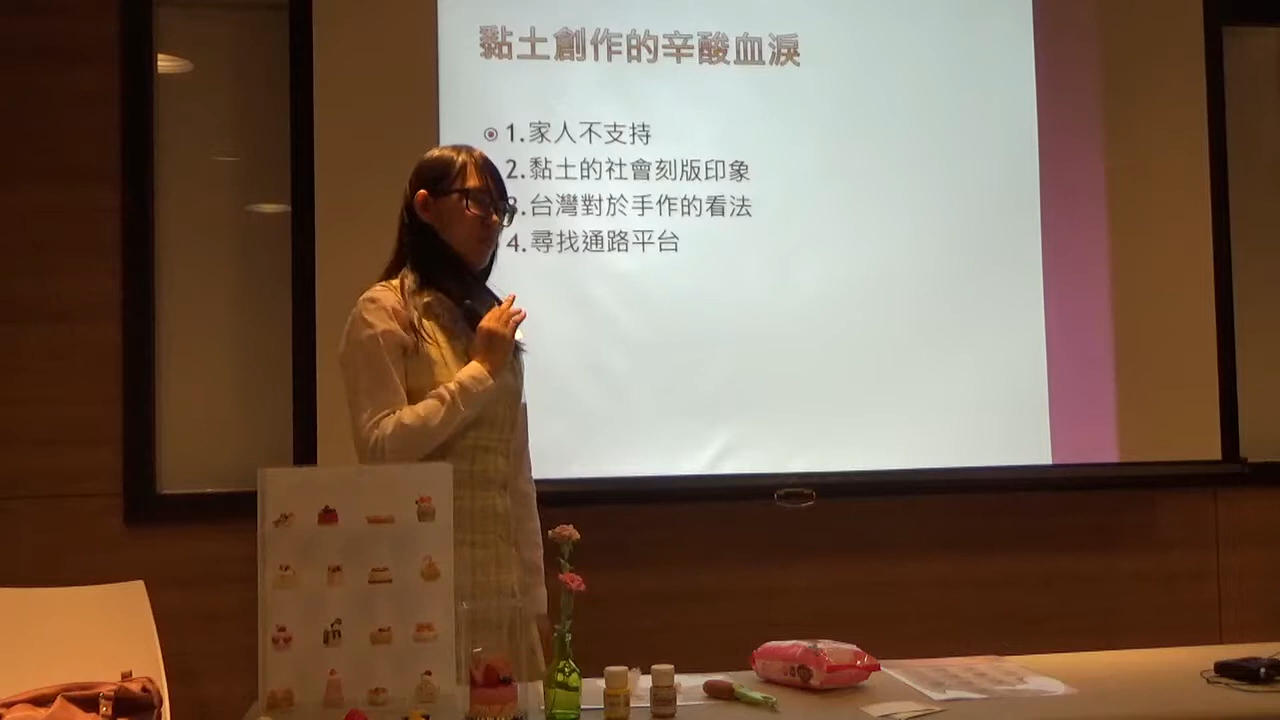 黏土創作的辛酸血淚
1.家人不支持
2.黏土的社會刻版印象
3.台灣對於手作的看法
4.尋找通路平台